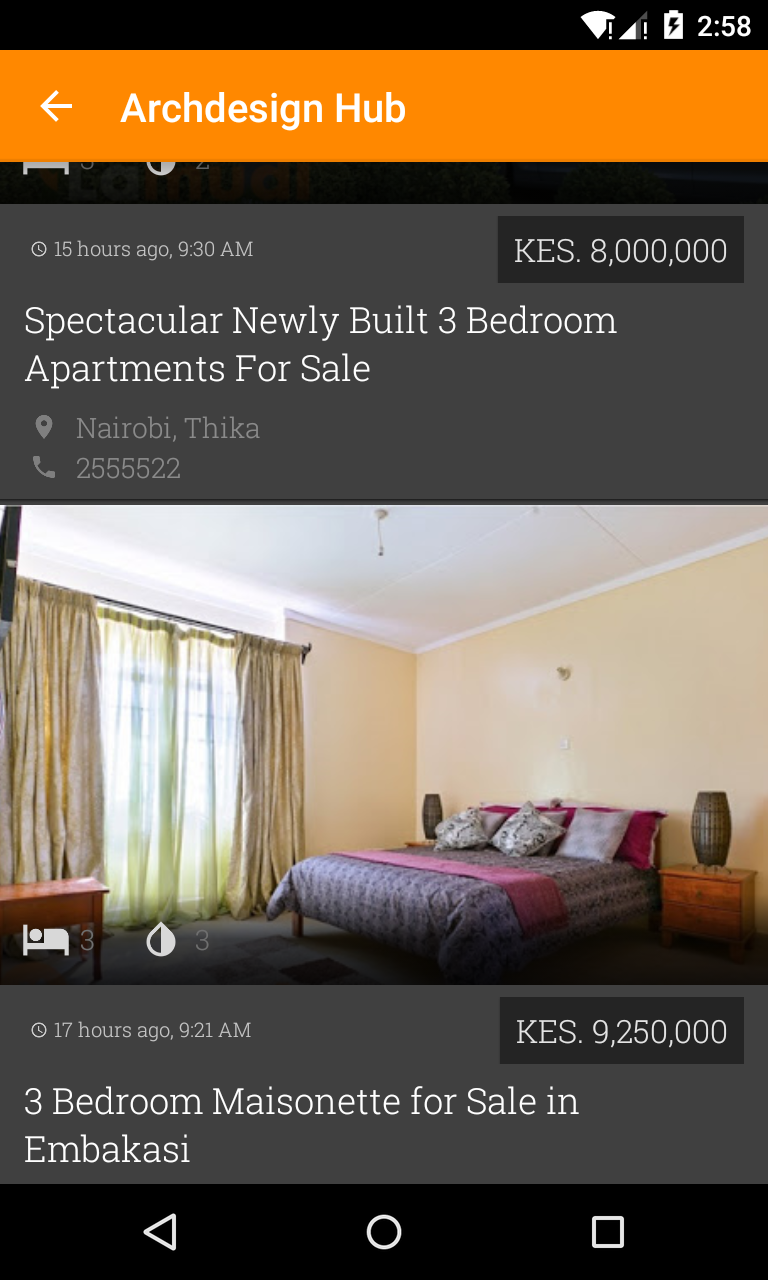 2:58
Archdesign Hub
3 2
Lamudi
15 hours ago, 9:30 AM
KES. 8,000,000
Spectacular Newly Built 3 Bedroom
Apartments For Sale
Nairobi, Thika
2555522
3 3
17 hours ago, 9:21 AM
KES. 9,250,000
3 Bedroom Maisonette for Sale in
Embakasi